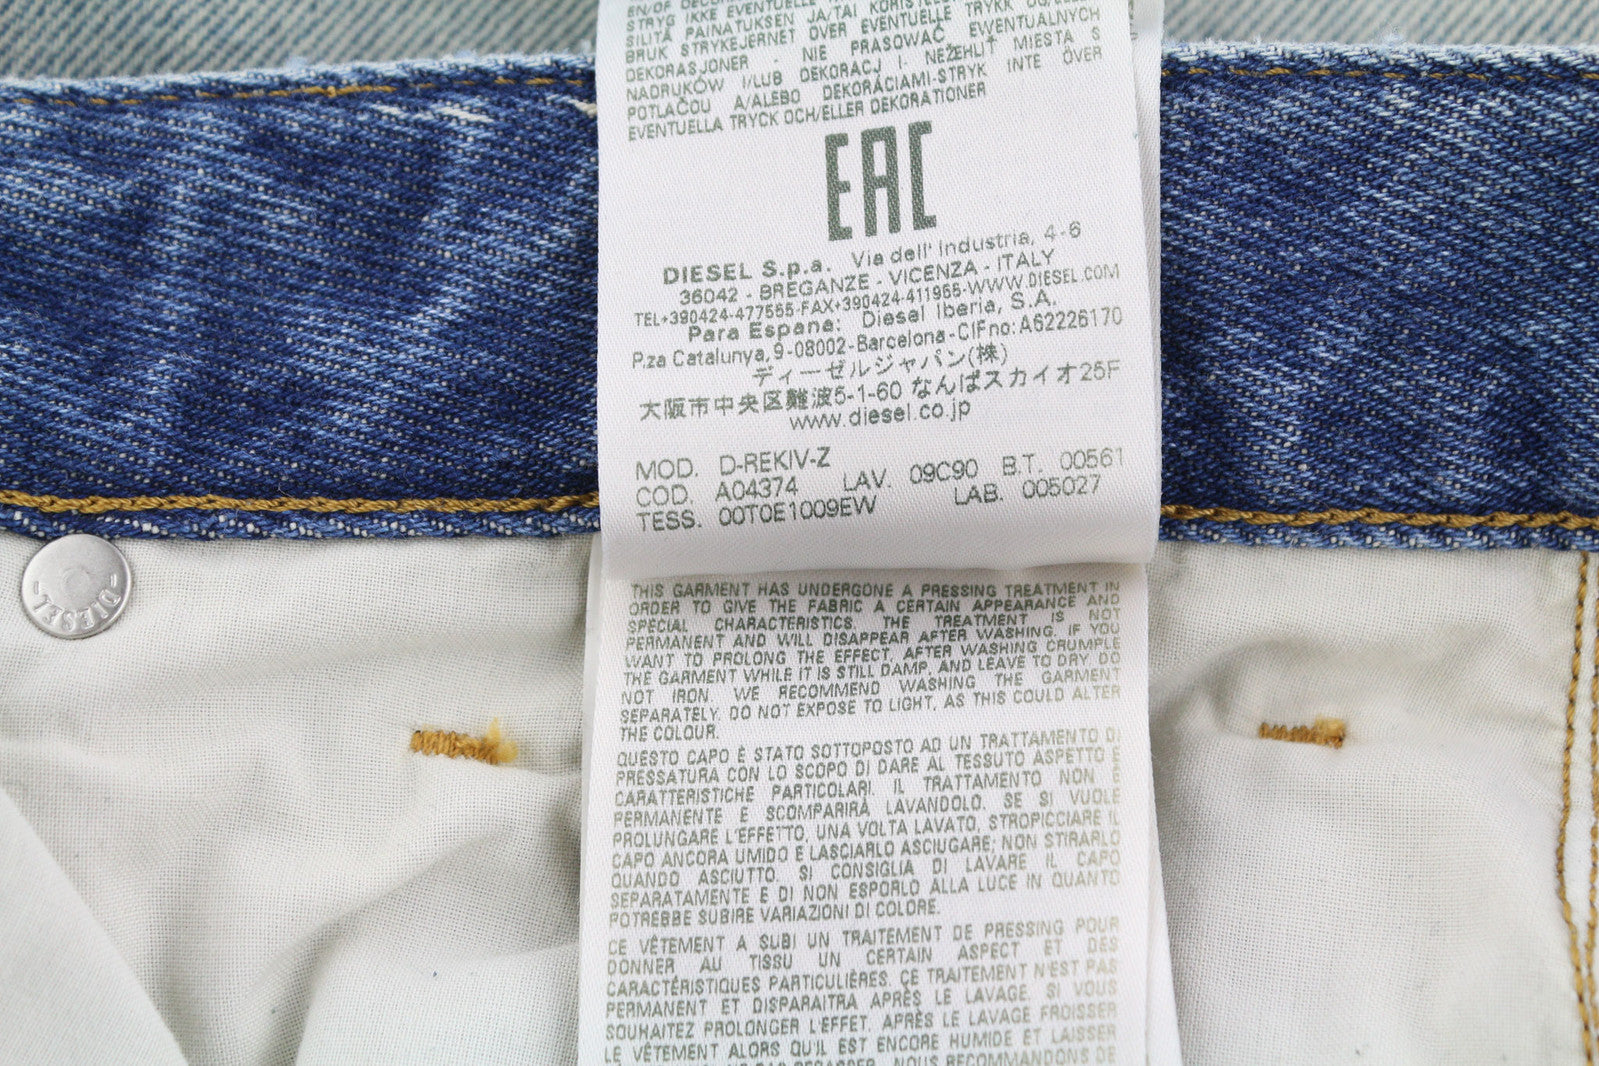 STRYG IKKE EVENTUELLE
SILITÄ PAINATUKSEN JA/TAI
BRUK STRYKEJERNET OVER EVENTUELLE TRYKK
DEKORASJONER - NIE PRASOWAĆ EWENTUALNYCH
NADRUKÓW I/LUB DEKORACJ I- NEŽEHLIŤ MIESTA S
POTLAČOU A/ALEBO DEKORÁCIAMI-STRYK INTE ÖVER
EVENTUELLA TRYCK OCH/ELLER DEKORATIONER
EAC
DIESEL S.p.a. Via dell' Industria, 4-6
36042 - BREGANZE - VICENZA - ITALY
TEL+390424-477555-FAX+390424-411955-WWW.DIESEL.COM
Para Espana: Diesel Iberia, S.A.
P.za Catalunya,9-08002-Barcelona-CIFno:A62226170
ディーゼルジャパン(株)
大阪市中央区難波5-1-60 なんばスカイオ25F
www.diesel.co.jp
MOD. D-REKIV-Z
COD. A04374 LAV. 09C90 B.T. 00561
TESS. 00T0E1009EW LAB. 005027
DIESEL
THIS GARMENT HAS UNDERGONE A PRESSING TREATMENT IN
ORDER TO GIVE THE FABRIC A CERTAIN APPEARANCE AND
SPECIAL CHARACTERISTICS. THE TREATMENT IS NOT
PERMANENT AND WILL DISAPPEAR AFTER WASHING. IF YOU
WANT TO PROLONG THE EFFECT, AFTER WASHING CRUMPLE
THE GARMENT WHILE IT IS STILL DAMP, AND LEAVE TO DRY. DO
NOT IRON. WE RECOMMEND WASHING THE GARMENT
SEPARATELY. DO NOT EXPOSE TO LIGHT, AS THIS COULD ALTER
THE COLOUR.
QUESTO CAPO È STATO SOTTOPOSTO AD UN TRATTAMENTO DI
PRESSATURA CON LO SCOPO DI DARE AL TESSUTO ASPETTO E
CARATTERISTICHE PARTICOLARI. IL TRATTAMENTO NON È
PERMANENTE E SCOMPARIRÀ LAVANDOLO. SE SI VUOLE
PROLUNGARE L'EFFETTO, UNA VOLTA LAVATO, STROPICCIARE IL
CAPO ANCORA UMIDO E LASCIARLO ASCIUGARE; NON STIRARLO
QUANDO ASCIUTTO. SI CONSIGLIA DI LAVARE IL CAPO
SEPARATAMENTE E DI NON ESPORLO ALLA LUCE IN QUANTO
POTREBBE SUBIRE VARIAZIONI DI COLORE.
CE VÊTEMENT A SUBI UN TRAITEMENT DE PRESSING POUR
DONNER AU TISSU UN CERTAIN ASPECT ET DES
CARACTÉRISTIQUES PARTICULIÈRES. CE TRAITEMENT N'EST PAS
PERMANENT ET DISPARAITRA APRÈS LE LAVAGE. SI VOUS
SOUHAITEZ PROLONGER L'EFFET, APRÈS LE LAVAGE FROISSER
LE VÊTEMENT ALORS QU'IL EST ENCORE HUMIDE ET LAISSER
NOUS RECOMMANDONS DE